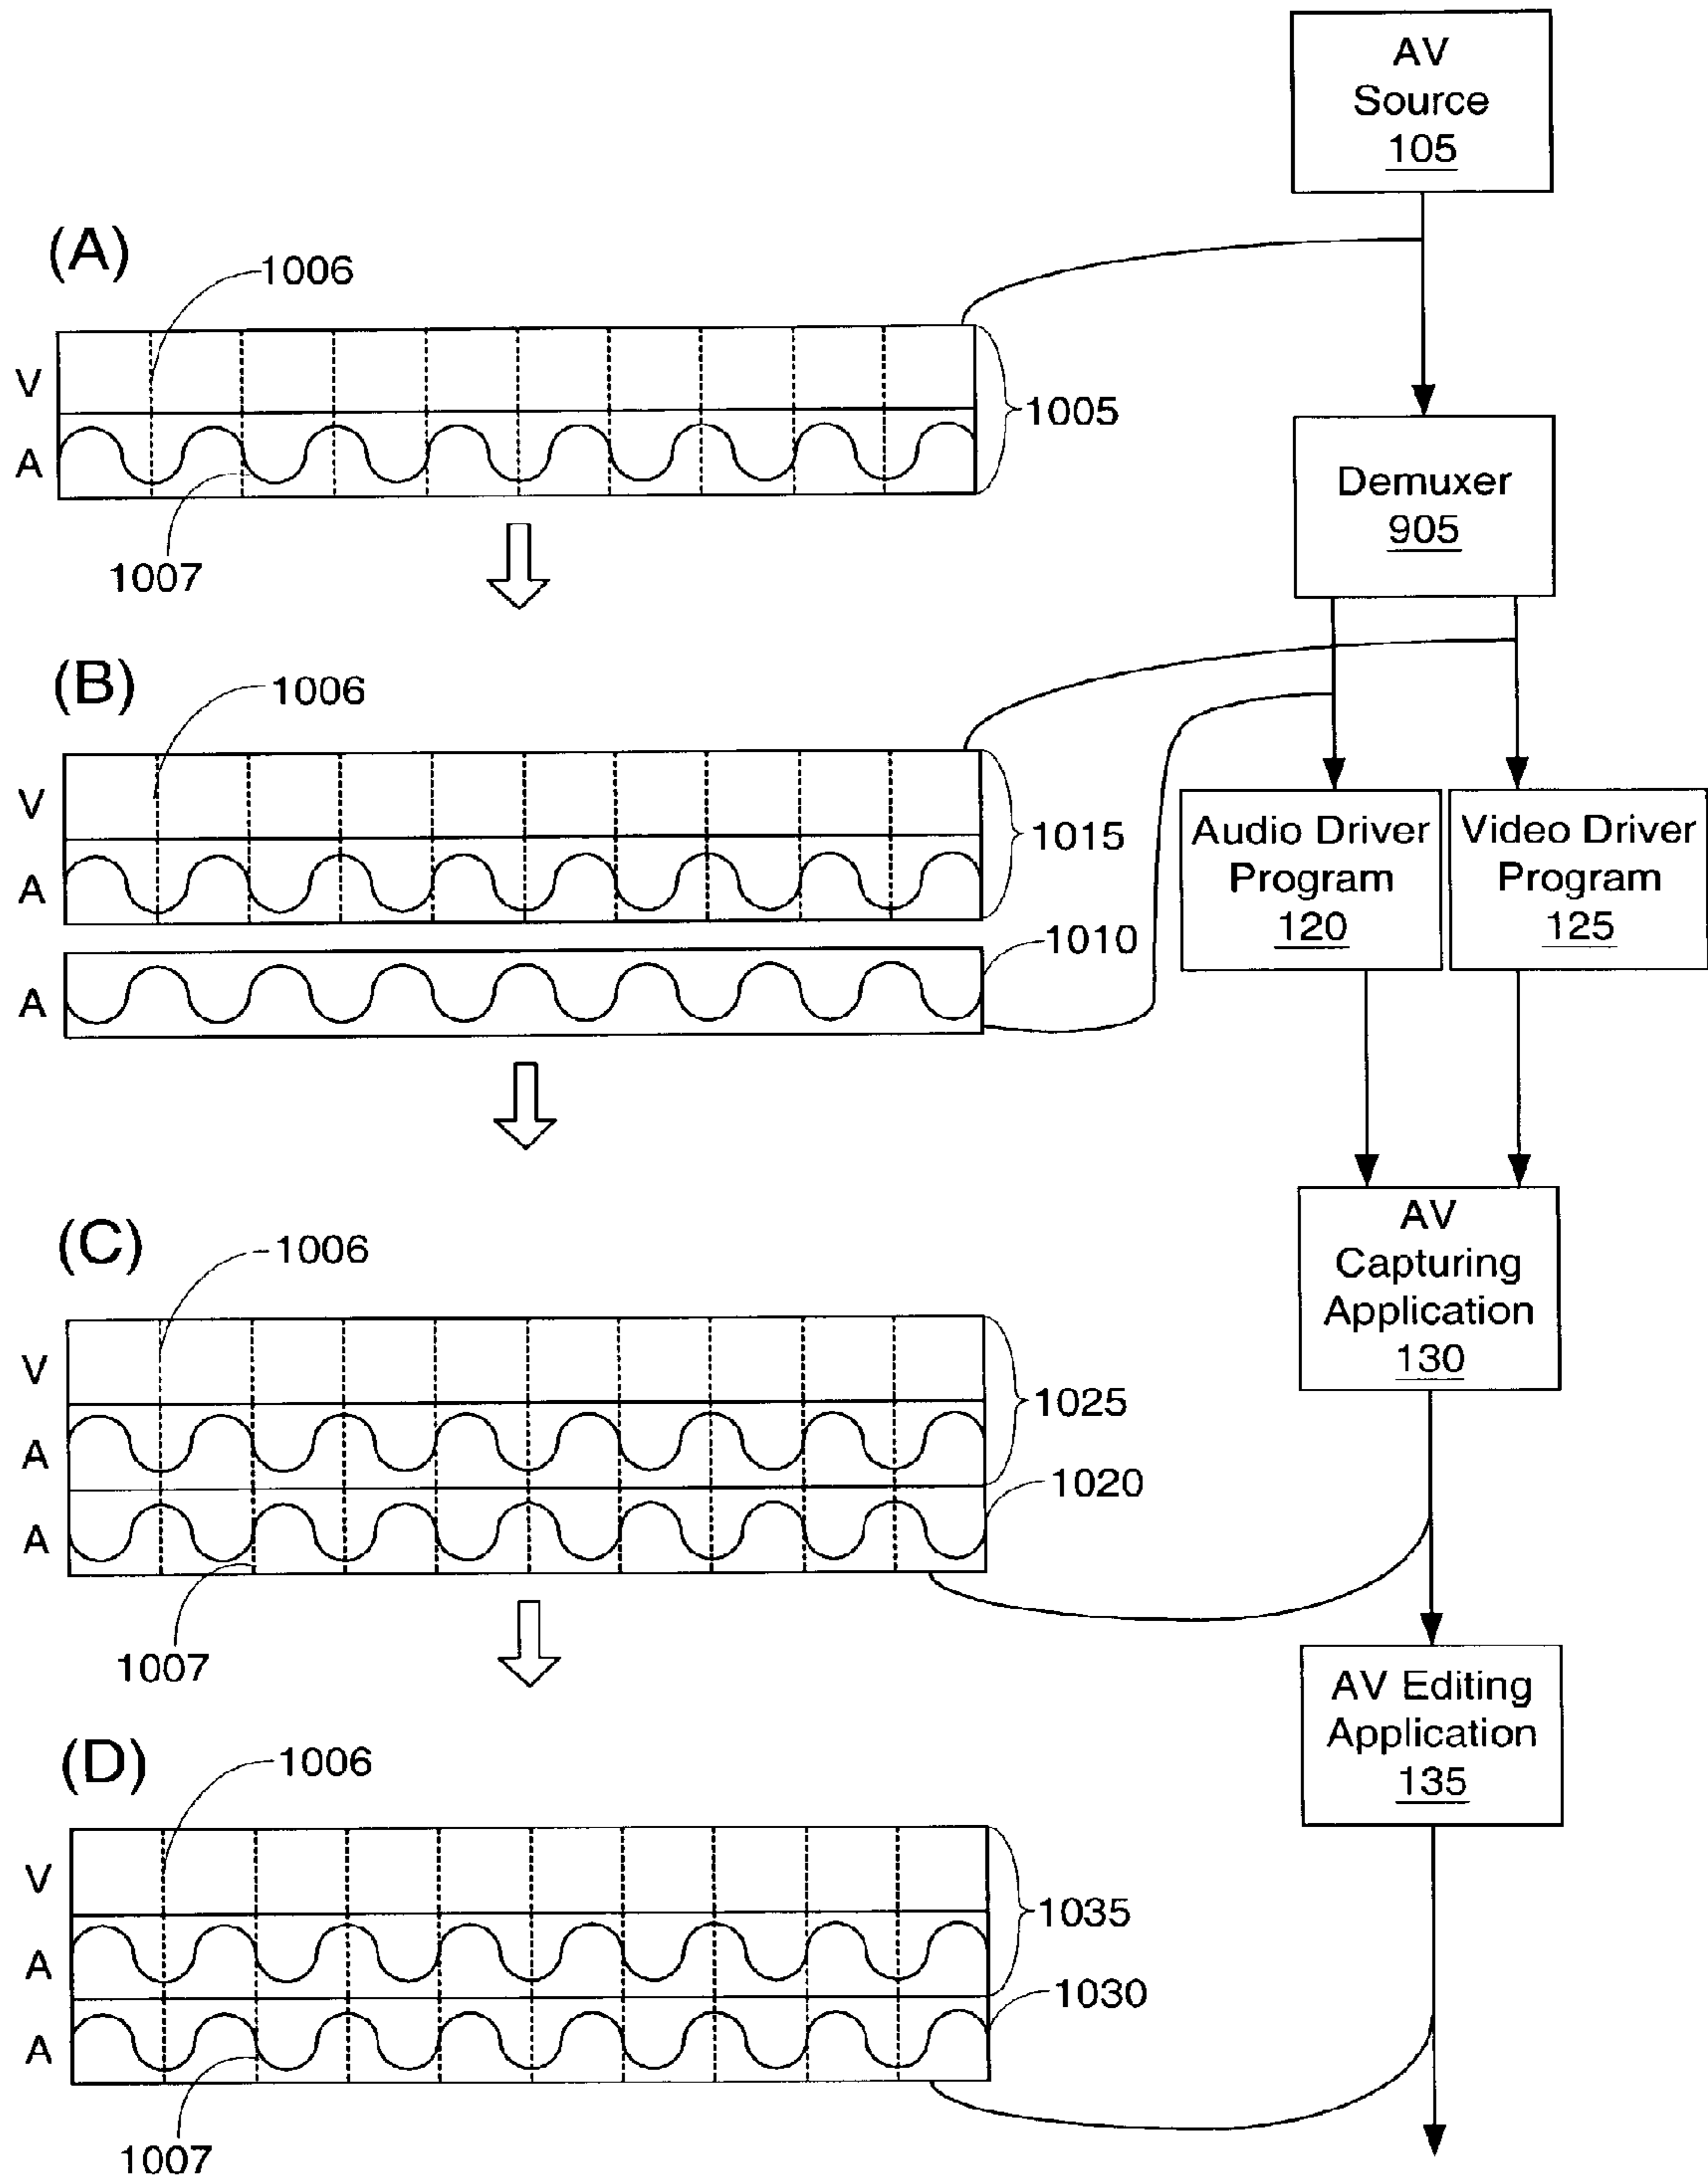 AV
Source
105
(A)
1006
V
1005
A
1007
Demuxer
905
(B)
1006
V
1015
A
1010
A
Audio Driver
Program
120
Video Driver
Program
125
(C)
1006
V
1025
A
1020
A
1007
AV
Capturing
Application
130
AV Editing
Application
135
(D)
1006
V
1035
A
1030
A
1007